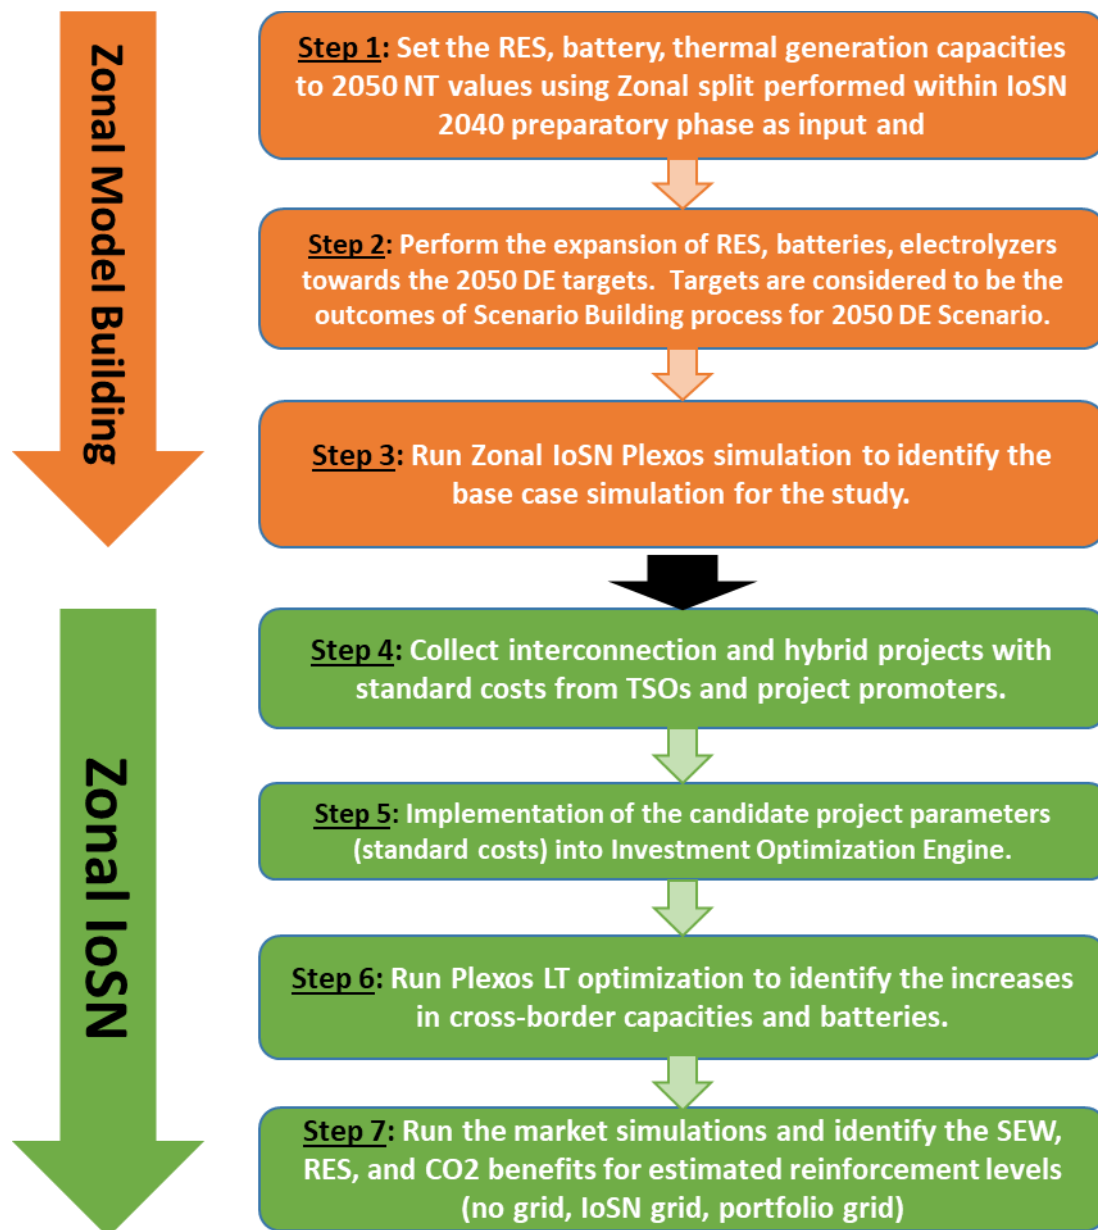 Zonal Model Building
Step 1: Set the RES, battery, thermal generation capacities
to 2050 NT values using Zonal split performed within IoSN
2040 preparatory phase as input and
Step 2: Perform the expansion of RES, batteries, electrolyzers
towards the 2050 DE targets. Targets are considered to be the
outcomes of Scenario Building process for 2050 DE Scenario.
Step 3: Run Zonal IoSN Plexos simulation to identify the
base case simulation for the study.
Zonal IoSN
Step 4: Collect interconnection and hybrid projects with
standard costs from TSOs and project promoters.
Step 5: Implementation of the candidate project parameters
(standard costs) into Investment Optimization Engine.
Step 6: Run Plexos LT optimization to identify the increases
in cross-border capacities and batteries.
Step 7: Run the market simulations and identify the SEW,
RES, and CO2 benefits for estimated reinforcement levels
(no grid, IoSN grid, portfolio grid)